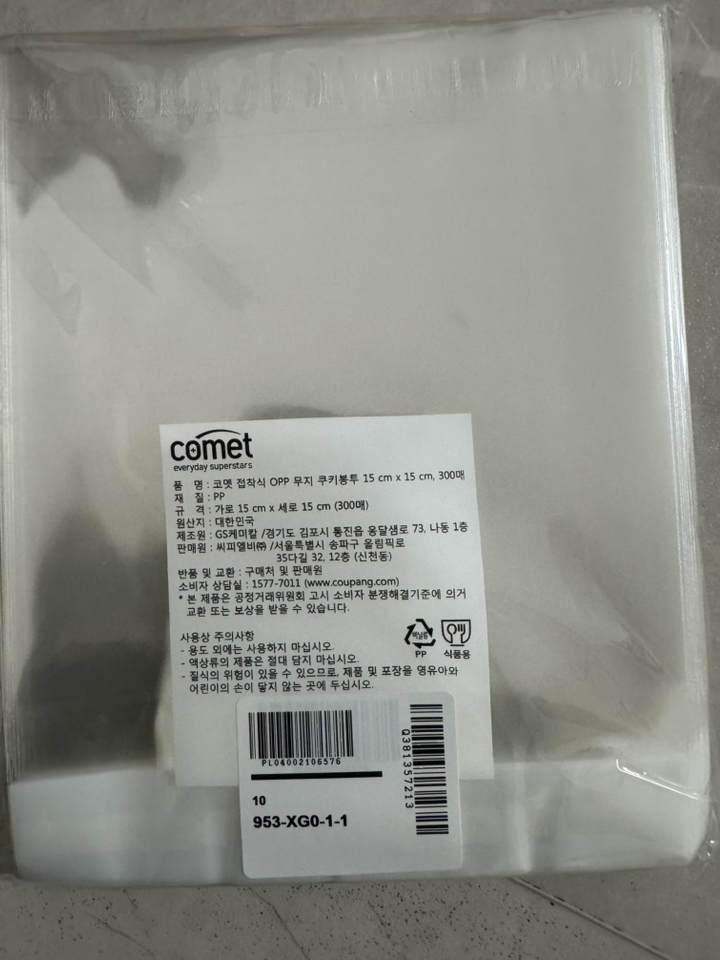 comet
everyday superstars
품 명 : 코멧 접착식 OPP 무지 쿠키봉투 15 cm x 15 cm, 300매
재 질 : PP
규 격 : 가로 15 cm x 세로 15 cm (300매)
원산지 : 대한민국
제조원 : GS케미칼 /경기도 김포시 통진읍 옹달샘로 73, 나동 1층
판매원 : 씨피엘비㈜ /서울특별시 송파구 올림픽로
35다길 32, 12층 (신천동)
반품 및 교환 : 구매처 및 판매원
소비자 상담실 : 1577-7011 (www.coupang.com)
* 본 제품은 공정거래위원회 고시 소비자 분쟁해결기준에 의거
교환 또는 보상을 받을 수 있습니다.
사용상 주의사항
- 용도 외에는 사용하지 마십시오.
- 액상류의 제품은 절대 담지 마십시오.
- 질식의 위험이 있을 수 있으므로, 제품 및 포장을 영유아와
어린이의 손이 닿지 않는 곳에 두십시오.
비닐류
PP
식품용
PL04002106576
Q381357213
10
953-XG0-1-1